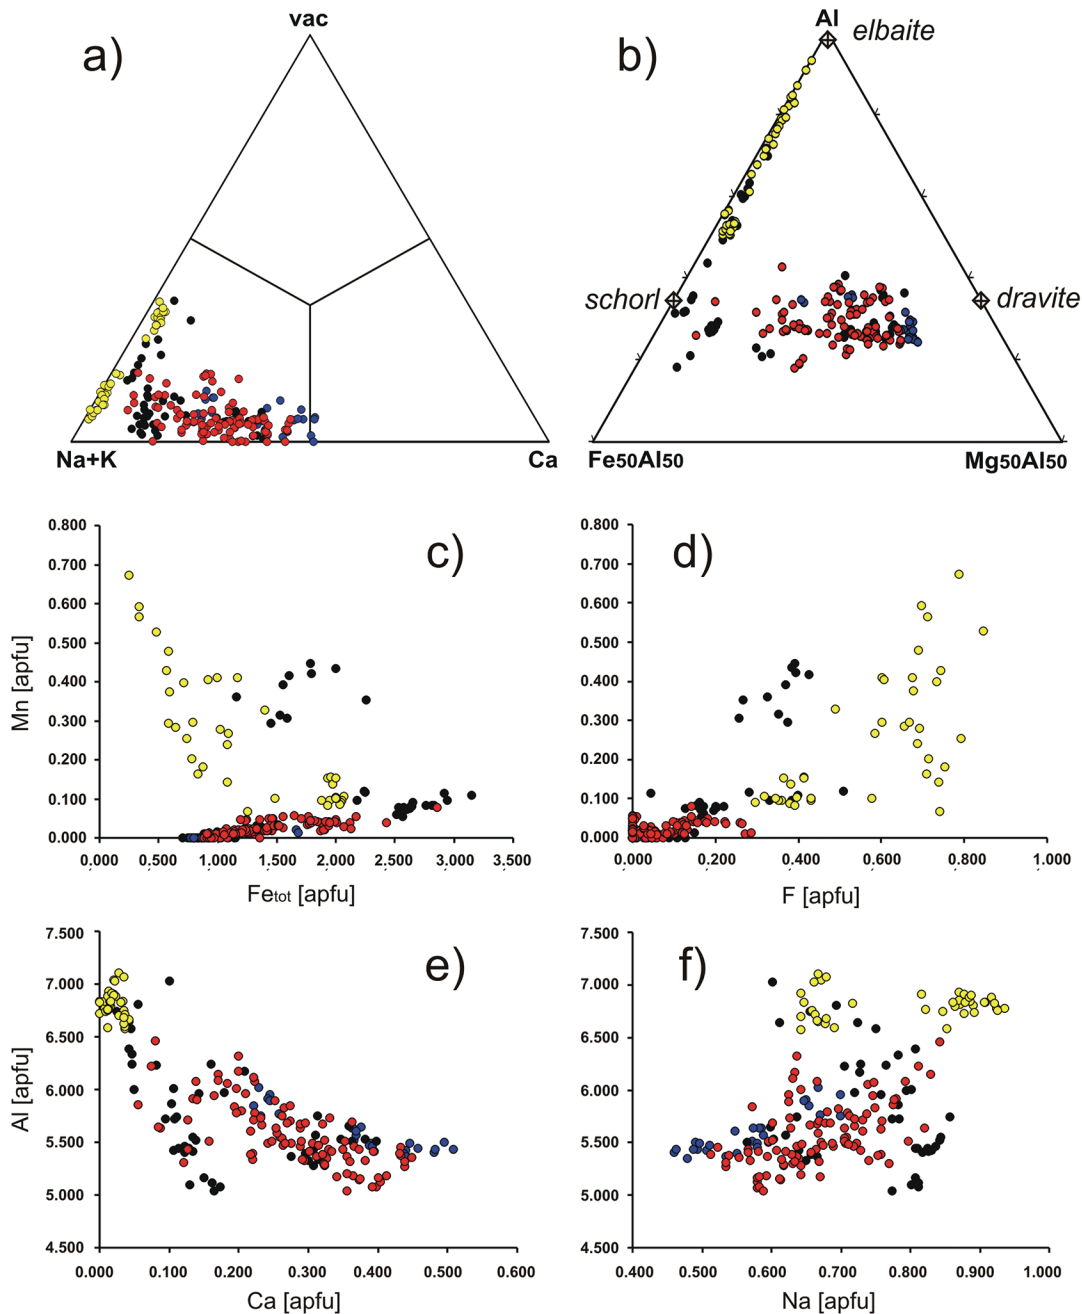 vac
a)
Na+K
Ca
Al
elbaite
b)
schorl
dravite
Fe50Al50
Mg50Al50
0.800
0.700
0.600
0.500
0.400
0.300
0.200
0.100
0.000
Mn [apfu]
c)
0.000 0.500 1.000 1.500 2.000 2.500 3.000 3.500
Fetot [apfu]
0.800
0.700
0.600
0.500
0.400
0.300
0.200
0.100
0.000
d)
0.000 0.200 0.400 0.600 0.800 1.000
F [apfu]
7.500
7.000
6.500
6.000
5.500
5.000
4.500
Al [apfu]
e)
0.000 0.100 0.200 0.300 0.400 0.500 0.600
Ca [apfu]
7.500
7.000
6.500
6.000
5.500
5.000
4.500
f)
0.400 0.500 0.600 0.700 0.800 0.900 1.000
Na [apfu]